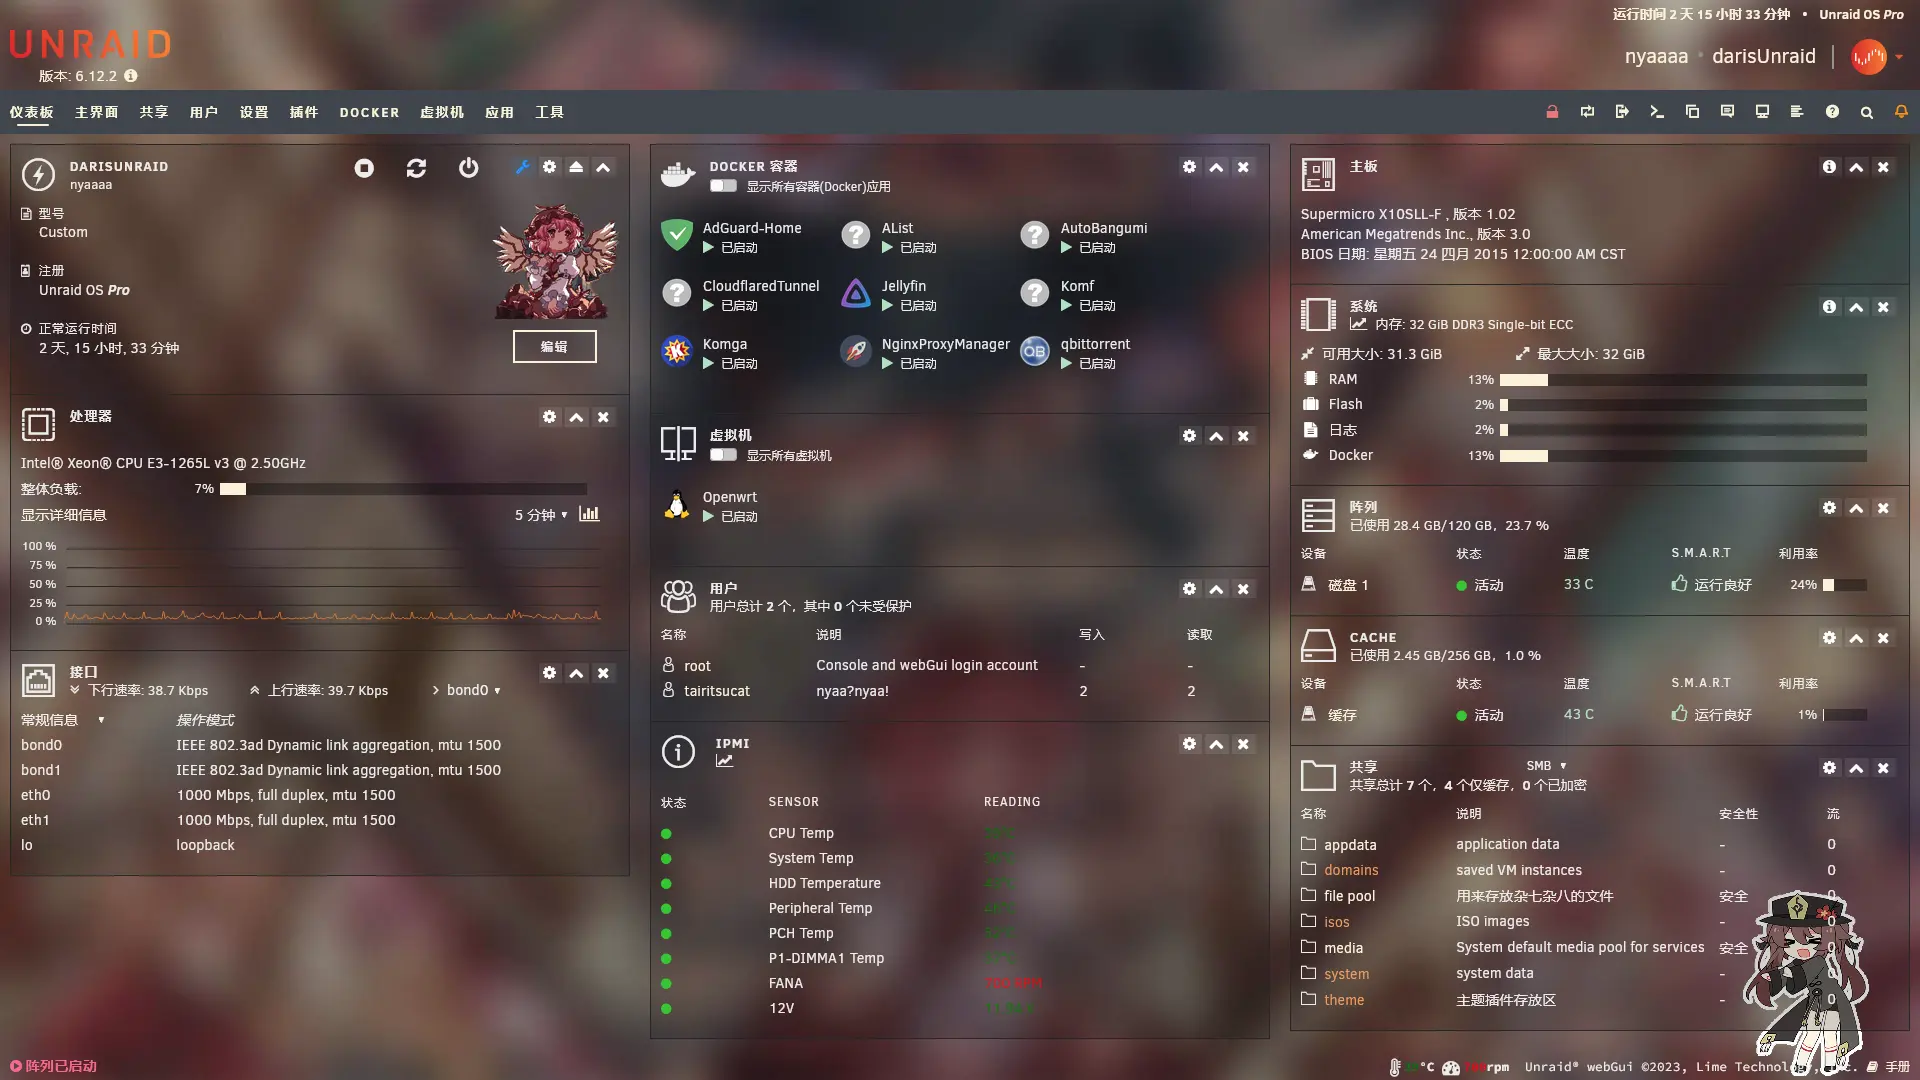 运行时间 2 天 15 小时 33 分钟 • Unraid OS Pro
UNRAID
版本: 6.12.2
nyaaaa • darisUnraid
仪表板 主界面 共享 用户 设置 插件 DOCKER 虚拟机 应用 工具
DARISUNRAID
nyaaaa
型号
Custom
注册
Unraid OS Pro
正常运行时间
2 天, 15 小时, 33 分钟
编辑
处理器
Intel® Xeon® CPU E3-1265L v3 @ 2.50GHz
整体负载: 7%
显示详细信息 5 分钟
100 %
75 %
50 %
25 %
0 %
接口
下行速率: 38.7 Kbps 上行速率: 39.7 Kbps bond0
常规信息 操作模式
bond0 IEEE 802.3ad Dynamic link aggregation, mtu 1500
bond1 IEEE 802.3ad Dynamic link aggregation, mtu 1500
eth0 1000 Mbps, full duplex, mtu 1500
eth1 1000 Mbps, full duplex, mtu 1500
lo loopback
DOCKER 容器
显示所有容器(Docker)应用
AdGuard-Home AList AutoBangumi
已启动 已启动 已启动
CloudflaredTunnel Jellyfin Komf
已启动 已启动 已启动
Komga NginxProxyManager qbittorrent
已启动 已启动 已启动
虚拟机
显示所有虚拟机
Openwrt
已启动
用户
用户总计 2 个，其中 0 个未受保护
名称 说明 写入 读取
root Console and webGui login account - -
tairitsucat nyaa?nyaa! 2 2
IPMI
状态 SENSOR READING
CPU Temp
System Temp
HDD Temperature
Peripheral Temp
PCH Temp
P1-DIMMA1 Temp
FANA
12V
主板
Supermicro X10SLL-F , 版本 1.02
American Megatrends Inc., 版本 3.0
BIOS 日期: 星期五 24 四月 2015 12:00:00 AM CST
系统
内存: 32 GiB DDR3 Single-bit ECC
可用大小: 31.3 GiB 最大大小: 32 GiB
RAM 13%
Flash 2%
日志 2%
Docker 13%
阵列
已使用 28.4 GB/120 GB，23.7 %
设备 状态 温度 S.M.A.R.T 利用率
磁盘 1 活动 33 C 运行良好 24%
CACHE
已使用 2.45 GB/256 GB，1.0 %
设备 状态 温度 S.M.A.R.T 利用率
缓存 活动 43 C 运行良好 1%
共享 SMB
共享总计 7 个，4 个仅缓存，0 个已加密
名称 说明 安全性 流
appdata application data - 0
domains saved VM instances - 0
file pool 用来存放杂七杂八的文件 安全 0
isos ISO images - 0
media System default media pool for services 安全 0
system system data - 0
theme 主题插件存放区 - 0
阵列已启动
°C rpm Unraid® webGui ©2023, Lime 手册